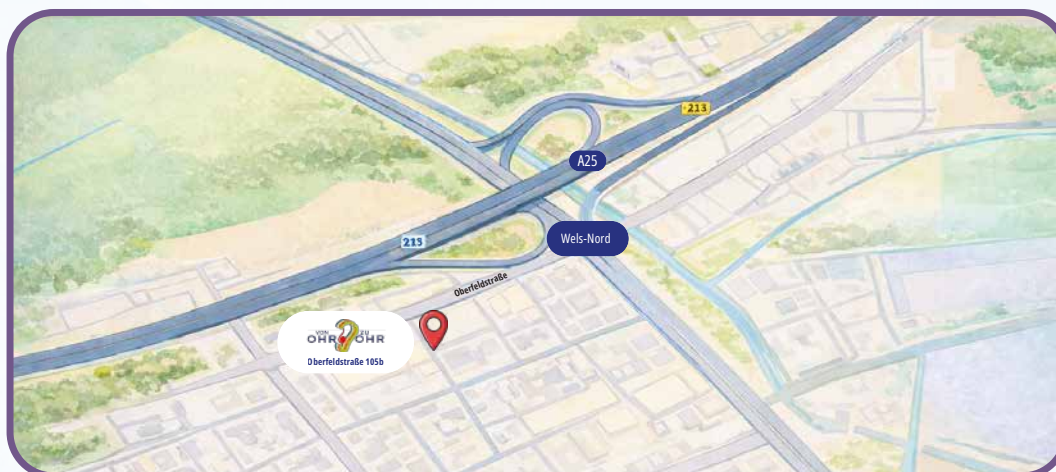 213
A25
Wels-Nord
213
Oberfeldstraße
VON ZU
OHR OHR
Oberfeldstraße 105b